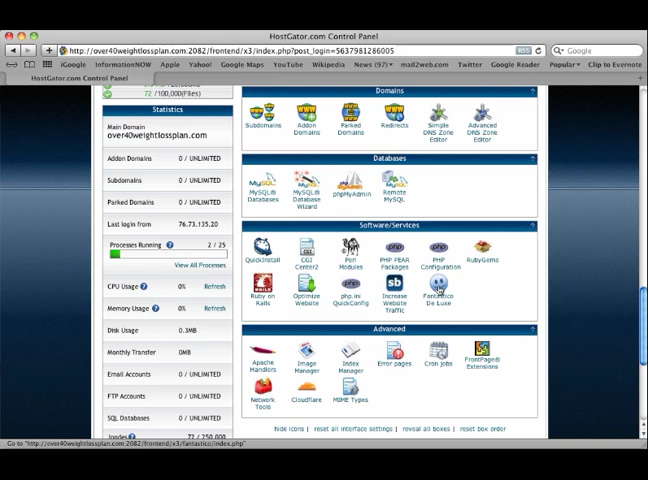 HostGator.com Control Panel
http://over40weightlossplan.com:2082/frontend/x3/index.php?post_login=5637981286005
RSS
Google
iGoogle InformationNOW Apple Yahoo! Google Maps YouTube Wikipedia News (97) mail2web.com Twitter Google Reader Popular Clip to Evernote
HostGator.com Control Panel
72 / 100,000(Files)
Statistics
Main Domain
over40weightlossplan.com
Addon Domains 0 / UNLIMITED
Subdomains 0 / UNLIMITED
Parked Domains 0 / UNLIMITED
Last login from 76.73.135.20
Processes Running 2 / 25
View All Processes
CPU Usage 0% Refresh
Memory Usage 0% Refresh
Disk Usage 0.3MB
Monthly Transfer 0MB
Email Accounts 0 / UNLIMITED
FTP Accounts 0 / UNLIMITED
SQL Databases 0 / UNLIMITED
Inodes 72 / 250,000
Domains
Subdomains
Addon Domains
Parked Domains
Redirects
Simple DNS Zone Editor
Advanced DNS Zone Editor
Databases
MySQL® Databases
MySQL® Database Wizard
phpMyAdmin
Remote MySQL
Software/Services
QuickInstall
CGI Center2
Perl Modules
PHP PEAR Packages
PHP Configuration
RubyGems
Ruby on Rails
Optimize Website
php.ini QuickConfig
Increase Website Traffic
Fantastico De Luxe
Advanced
Apache Handlers
Image Manager
Index Manager
Error pages
Cron jobs
FrontPage® Extensions
Network Tools
Cloudflare
MIME Types
hide icons | reset all interface settings | reveal all boxes | reset box order
Go to "http://over40weightlossplan.com:2082/frontend/x3/fantastico/index.php"